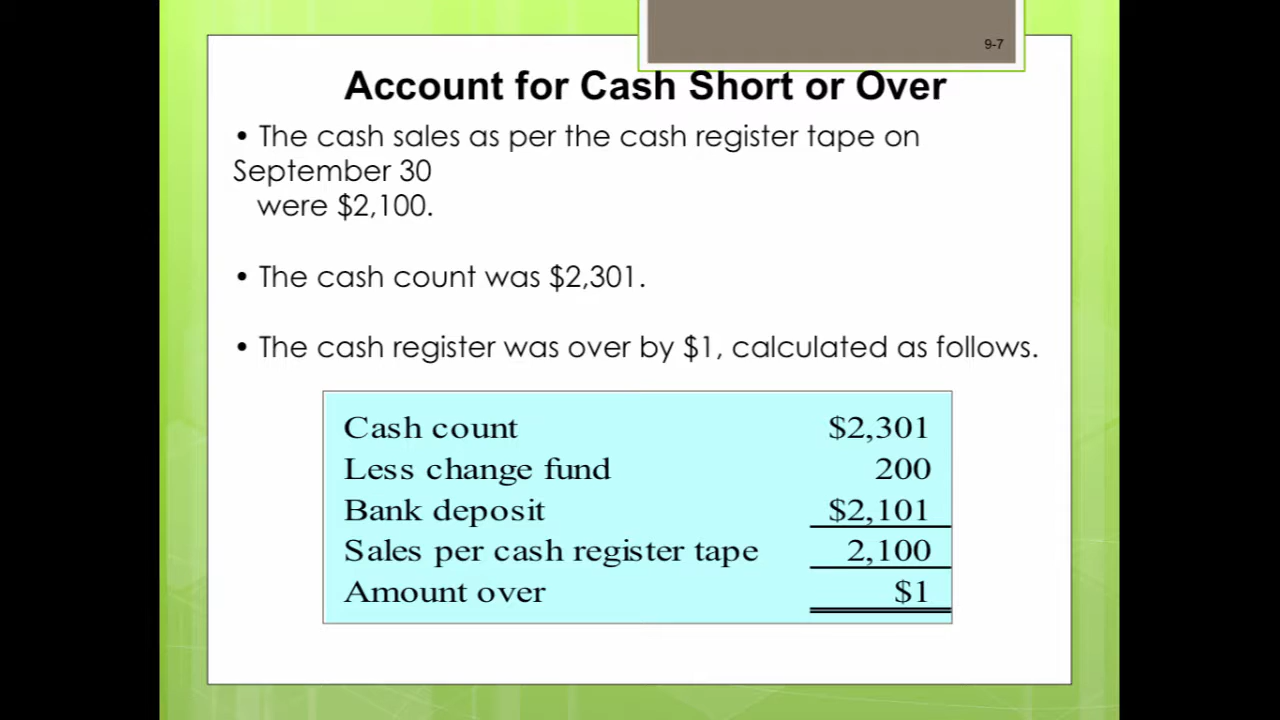 9-7
Account for Cash Short or Over
• The cash sales as per the cash register tape on
September 30
were $2,100.
• The cash count was $2,301.
• The cash register was over by $1, calculated as follows.
Cash count $2,301
Less change fund 200
Bank deposit $2,101
Sales per cash register tape 2,100
Amount over $1